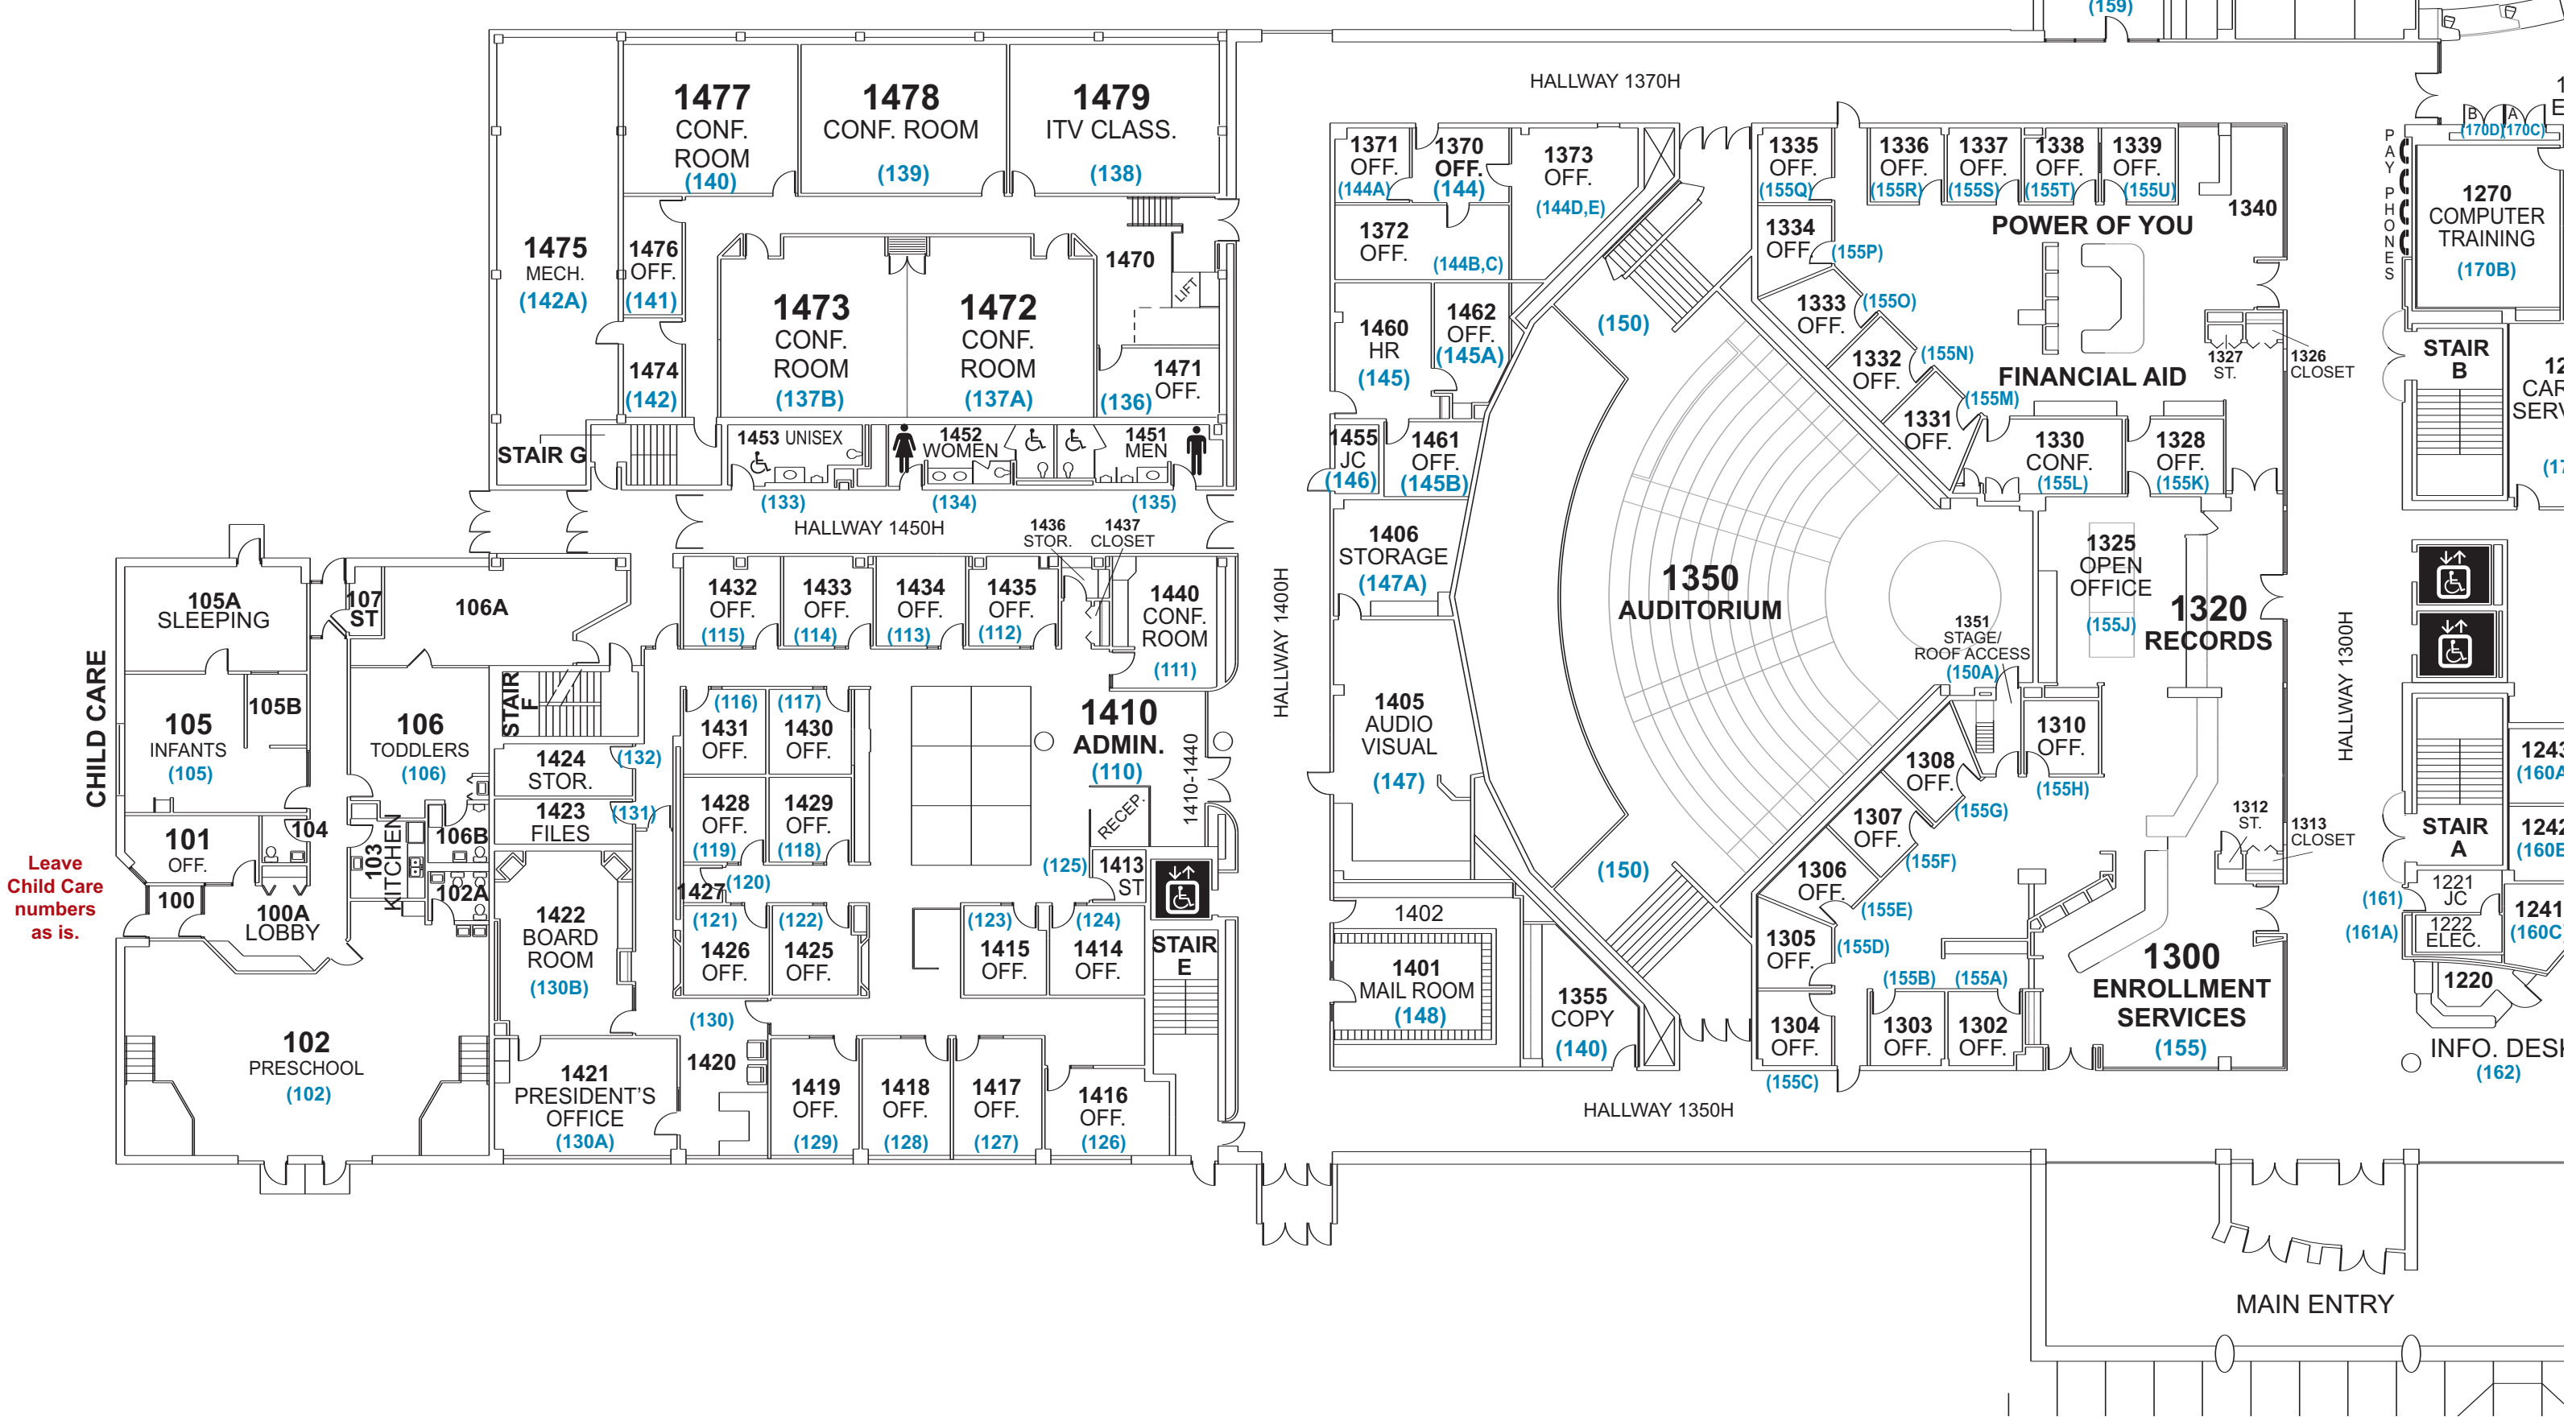 (159)
HALLWAY 1370H
1477
CONF.
ROOM
(140)
1478
CONF. ROOM
(139)
1479
ITV CLASS.
(138)
1475
MECH.
(142A)
1476
OFF.
(141)
1474
(142)
1473
CONF.
ROOM
(137B)
1472
CONF.
ROOM
(137A)
1470
LIFT
1471
OFF.
(136)
STAIR G
1453 UNISEX
(133)
1452
WOMEN
(134)
1451
MEN
(135)
HALLWAY 1450H
1436
STOR.
1437
CLOSET
1371
OFF.
(144A)
1370
OFF.
(144)
1373
OFF.
(144D,E)
1372
OFF.
(144B,C)
1460
HR
(145)
1462
OFF.
(145A)
1455
JC
(146)
1461
OFF.
(145B)
1406
STORAGE
(147A)
1405
AUDIO
VISUAL
(147)
1402
1401
MAIL ROOM
(148)
1355
COPY
(140)
(150)
1350
AUDITORIUM
(150)
1351
STAGE/
ROOF ACCESS
(150A)
1335
OFF.
(155Q)
1336
OFF.
(155R)
1337
OFF.
(155S)
1338
OFF.
(155T)
1339
OFF.
(155U)
1340
POWER OF YOU
1334
OFF.
(155P)
1333
OFF.
(155O)
1332
OFF.
(155N)
1331
OFF.
(155M)
FINANCIAL AID
1327
ST.
1326
CLOSET
1330
CONF.
(155L)
1328
OFF.
(155K)
1325
OPEN
OFFICE
(155J)
1320
RECORDS
1310
OFF.
(155H)
1308
OFF.
(155G)
1307
OFF.
(155F)
1306
OFF.
(155E)
1305
OFF.
(155D)
1304
OFF.
(155C)
1303
OFF.
(155B)
1302
OFF.
(155A)
1312
ST.
1313
CLOSET
1300
ENROLLMENT
SERVICES
(155)
HALLWAY 1300H
HALLWAY 1350H
HALLWAY 1400H
PAY PHONES
B
A
(170D)
(170C)
1270
COMPUTER
TRAINING
(170B)
STAIR
B
STAIR
A
1243
(160A
1242
1221
JC
(161)
1222
ELEC.
(161A)
1241
(160C
1220
INFO. DES
(162)
MAIN ENTRY
CHILD CARE
105A
SLEEPING
107
ST
106A
105
INFANTS
(105)
105B
106
TODDLERS
(106)
STAIR
F
101
OFF.
104
103
KITCHEN
106B
102A
100
100A
LOBBY
102
PRESCHOOL
(102)
Leave
Child Care
numbers
as is.
1432
OFF.
(115)
1433
OFF.
(114)
1434
OFF.
(113)
1435
OFF.
(112)
1440
CONF.
ROOM
(111)
(116)
1431
OFF.
(117)
1430
OFF.
1410
ADMIN.
(110)
1410-1440
RECEP.
1424
STOR.
(132)
1423
FILES
(131)
1428
OFF.
(119)
1429
OFF.
(118)
1427
(120)
(125)
1413
ST
1422
BOARD
ROOM
(130B)
(121)
1426
OFF.
(122)
1425
OFF.
(123)
1415
OFF.
(124)
1414
OFF.
STAIR
E
(130)
1420
1421
PRESIDENT'S
OFFICE
(130A)
1419
OFF.
(129)
1418
OFF.
(128)
1417
OFF.
(127)
1416
OFF.
(126)